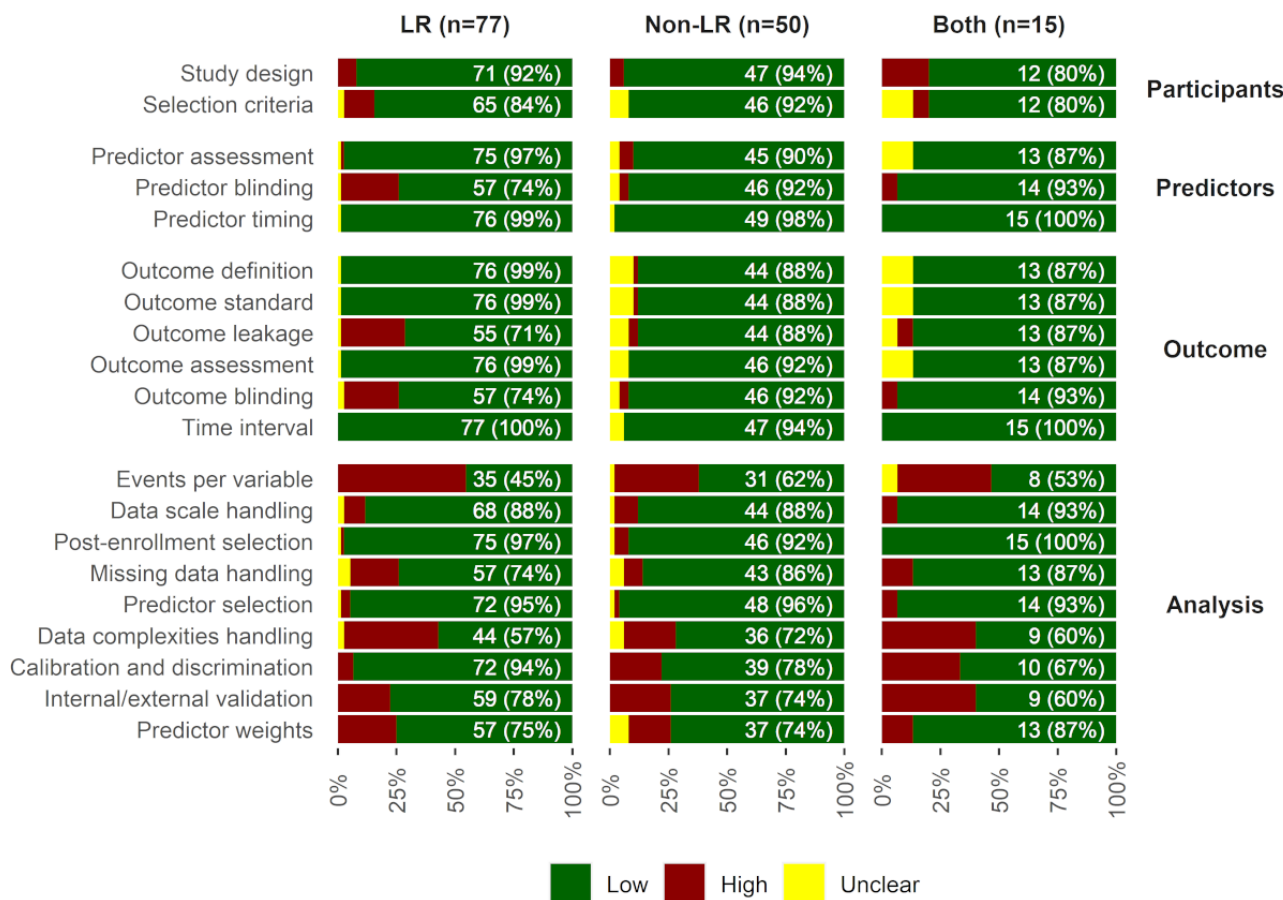 LR (n=77) Non-LR (n=50) Both (n=15)
Study design 71 (92%) 47 (94%) 12 (80%)
Participants
Selection criteria 65 (84%) 46 (92%) 12 (80%)
Predictor assessment 75 (97%) 45 (90%) 13 (87%)
Predictor blinding 57 (74%) 46 (92%) 14 (93%) Predictors
Predictor timing 76 (99%) 49 (98%) 15 (100%)
Outcome definition 76 (99%) 44 (88%) 13 (87%)
Outcome standard 76 (99%) 44 (88%) 13 (87%)
Outcome leakage 55 (71%) 44 (88%) 13 (87%)
Outcome
Outcome assessment 76 (99%) 46 (92%) 13 (87%)
Outcome blinding 57 (74%) 46 (92%) 14 (93%)
Time interval 77 (100%) 47 (94%) 15 (100%)
Events per variable 35 (45%) 31 (62%) 8 (53%)
Data scale handling 68 (88%) 44 (88%) 14 (93%)
Post-enrollment selection 75 (97%) 46 (92%) 15 (100%)
Missing data handling 57 (74%) 43 (86%) 13 (87%)
Predictor selection 72 (95%) 48 (96%) 14 (93%) Analysis
Data complexities handling 44 (57%) 36 (72%) 9 (60%)
Calibration and discrimination 72 (94%) 39 (78%) 10 (67%)
Internal/external validation 59 (78%) 37 (74%) 9 (60%)
Predictor weights 57 (75%) 37 (74%) 13 (87%)
0% 25% 50% 75% 100% 0% 25% 50% 75% 100% 0% 25% 50% 75% 100%
Low High Unclear